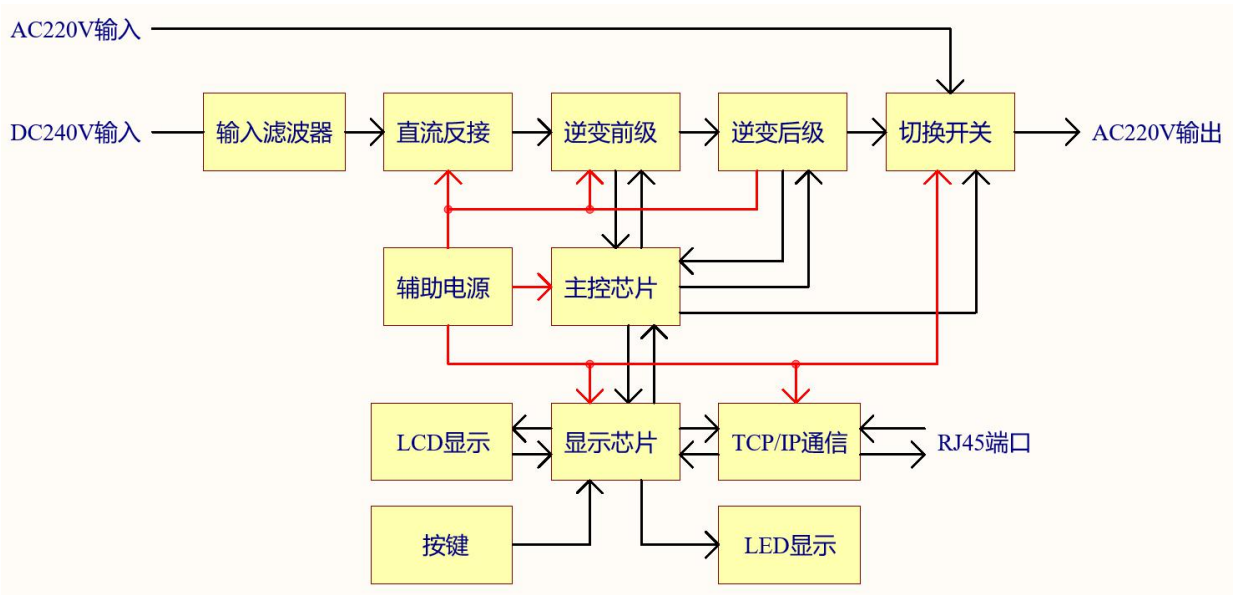 AC220V输入
DC240V输入
输入滤波器
直流反接
逆变前级
逆变后级
切换开关
AC220V输出
辅助电源
主控芯片
LCD显示
显示芯片
TCP/IP通信
RJ45端口
按键
LED显示